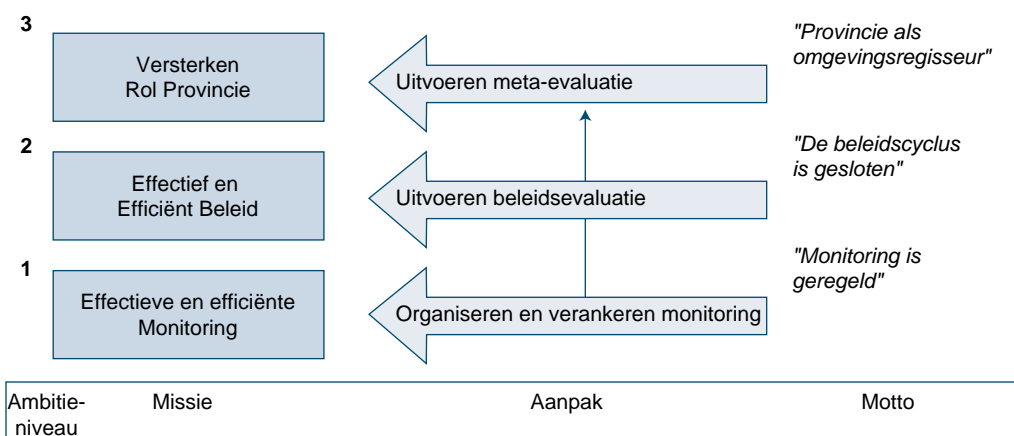 3
Versterken
Rol Provincie
Uitvoeren meta-evaluatie
"Provincie als
omgevingsregisseur"
2
Effectief en
Efficiënt Beleid
Uitvoeren beleidsevaluatie
"De beleidscyclus
is gesloten"
1
Effectieve en efficiënte
Monitoring
Organiseren en verankeren monitoring
"Monitoring is
geregeld"
Ambitie-
niveau
Missie
Aanpak
Motto